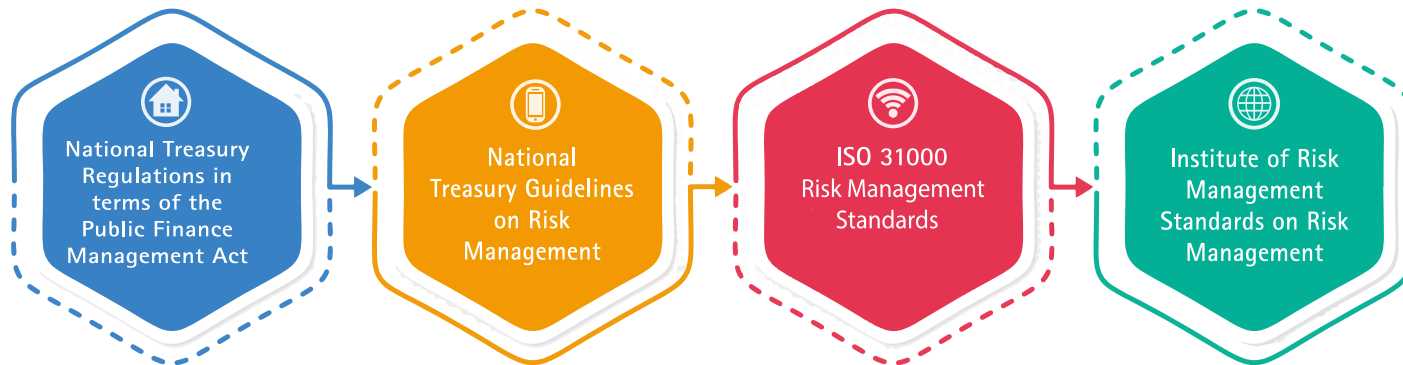 National Treasury
Regulations in
terms of the
Public Finance
Management Act
National
Treasury Guidelines
on Risk
Management
ISO 31000
Risk Management
Standards
Institute of Risk
Management
Standards on Risk
Management